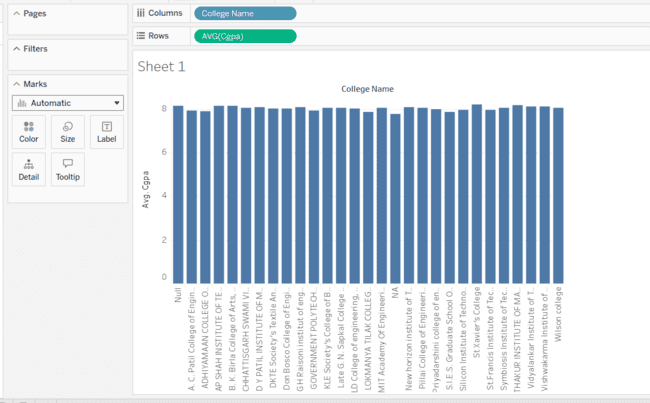 Pages
Columns
College Name
Rows
AVG(Cgpa)
Filters
Marks
Automatic
Color
Size
Label
Detail
Tooltip
Sheet 1
College Name
Avg. Cgpa
8
6
4
2
0
Null
A. C. Patil College of Engin..
ADHIYAMAAN COLLEGE O..
AP SHAH INSTITUTE OF TE..
B. K. Birla College of Arts, ..
CHHATTISGARH SWAMI VI..
D Y PATIL INSTITUTE OF M..
DKTE Society's Textile An..
Don Bosco College of Engi..
GH Raisoni institut of eng..
GOVERNMENT POLYTECH..
KLE Society's College of B..
Late G. N. Sapkal College ..
LD College of engineering, ..
LOKMANYA TILAK COLLEG..
MIT Academy Of Engineeri..
NA
New horizon institute of T..
Pillai College of Engineeri..
Priyadarshini college of en..
S.I.E.S. Graduate School O..
Silicon Institute of Techno..
St Xavier's College
St.Francis Institute of Tec..
Symbiosis Institute of Tec..
THAKUR INSTITUTE OF MA..
Vidyalankar Institute of T..
Vishwakarma Institute of ..
Wilson college